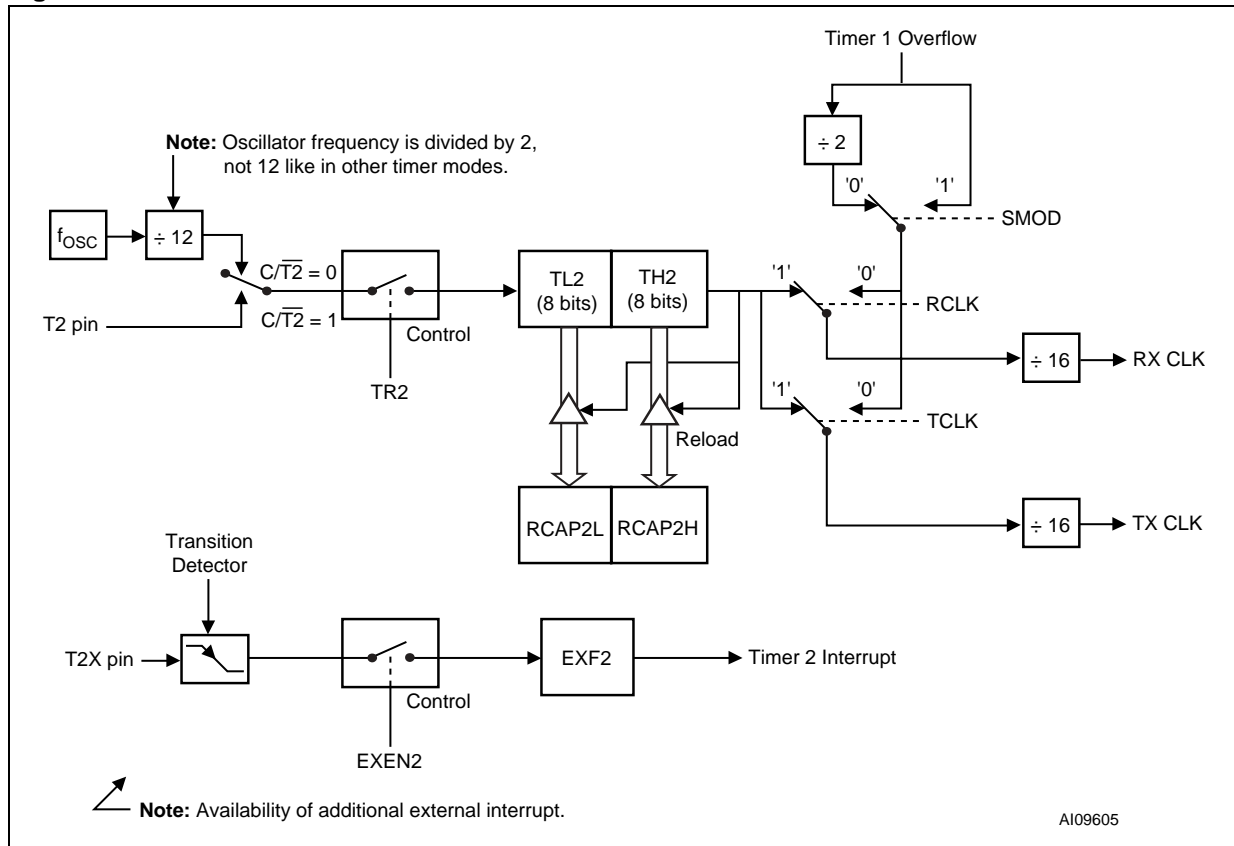 Timer 1 Overflow
÷ 2
'0'
'1'
SMOD
Note: Oscillator frequency is divided by 2,
not 12 like in other timer modes.
fOSC
÷ 12
C/T2̅ = 0
C/T2̅ = 1
T2 pin
Control
TR2
TL2
(8 bits)
TH2
(8 bits)
'1'
'0'
RCLK
÷ 16
RX CLK
'1'
'0'
TCLK
Reload
RCAP2L
RCAP2H
÷ 16
TX CLK
Transition
Detector
T2X pin
Control
EXEN2
EXF2
Timer 2 Interrupt
Note: Availability of additional external interrupt.
AI09605